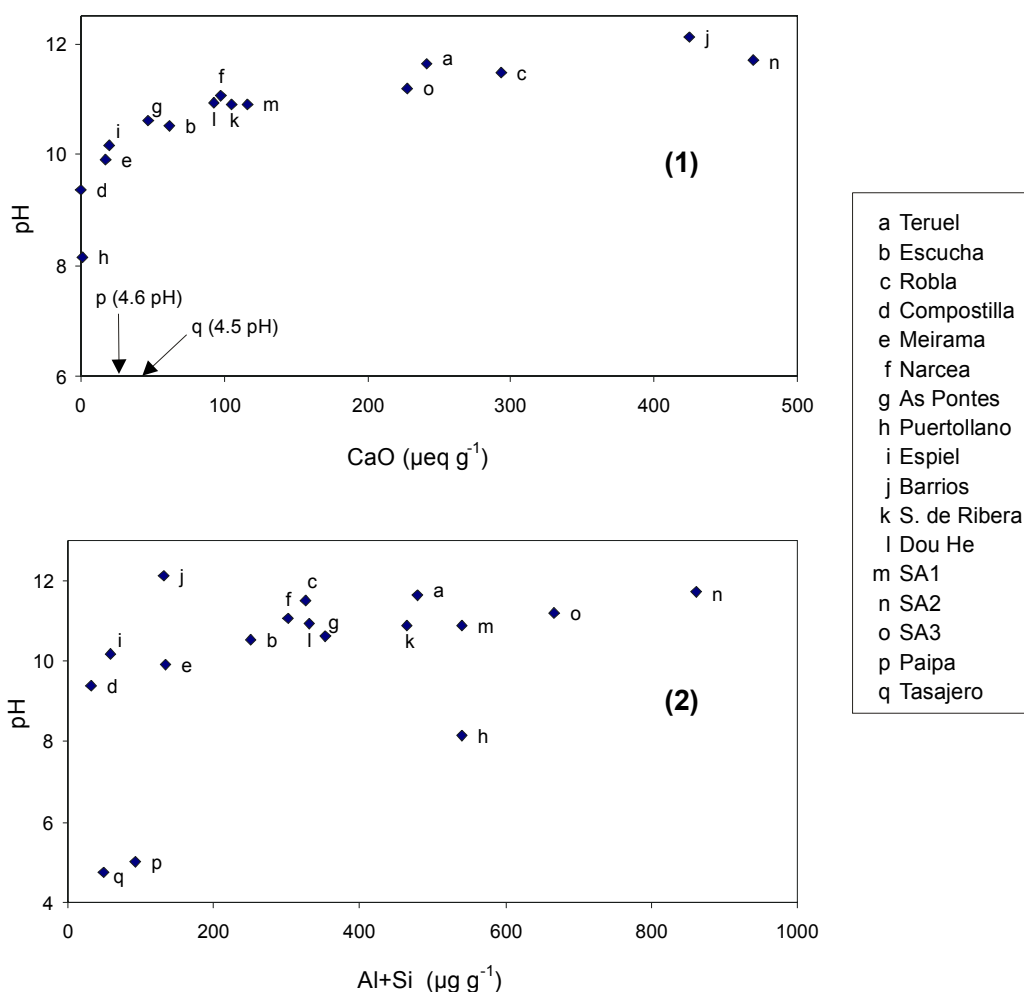 12
10
8
6
pH
0
100
200
300
400
500
CaO (µeq g-1)
j
n
a
c
o
f
g
b
l
k
m
i
e
d
h
p (4.6 pH)
q (4.5 pH)
(1)
12
10
8
6
4
pH
0
200
400
600
800
1000
Al+Si (µg g-1)
j
c
f
a
n
o
i
b
l
g
k
m
d
e
h
q
p
(2)
a Teruel
b Escucha
c Robla
d Compostilla
e Meirama
f Narcea
g As Pontes
h Puertollano
i Espiel
j Barrios
k S. de Ribera
l Dou He
m SA1
n SA2
o SA3
p Paipa
q Tasajero